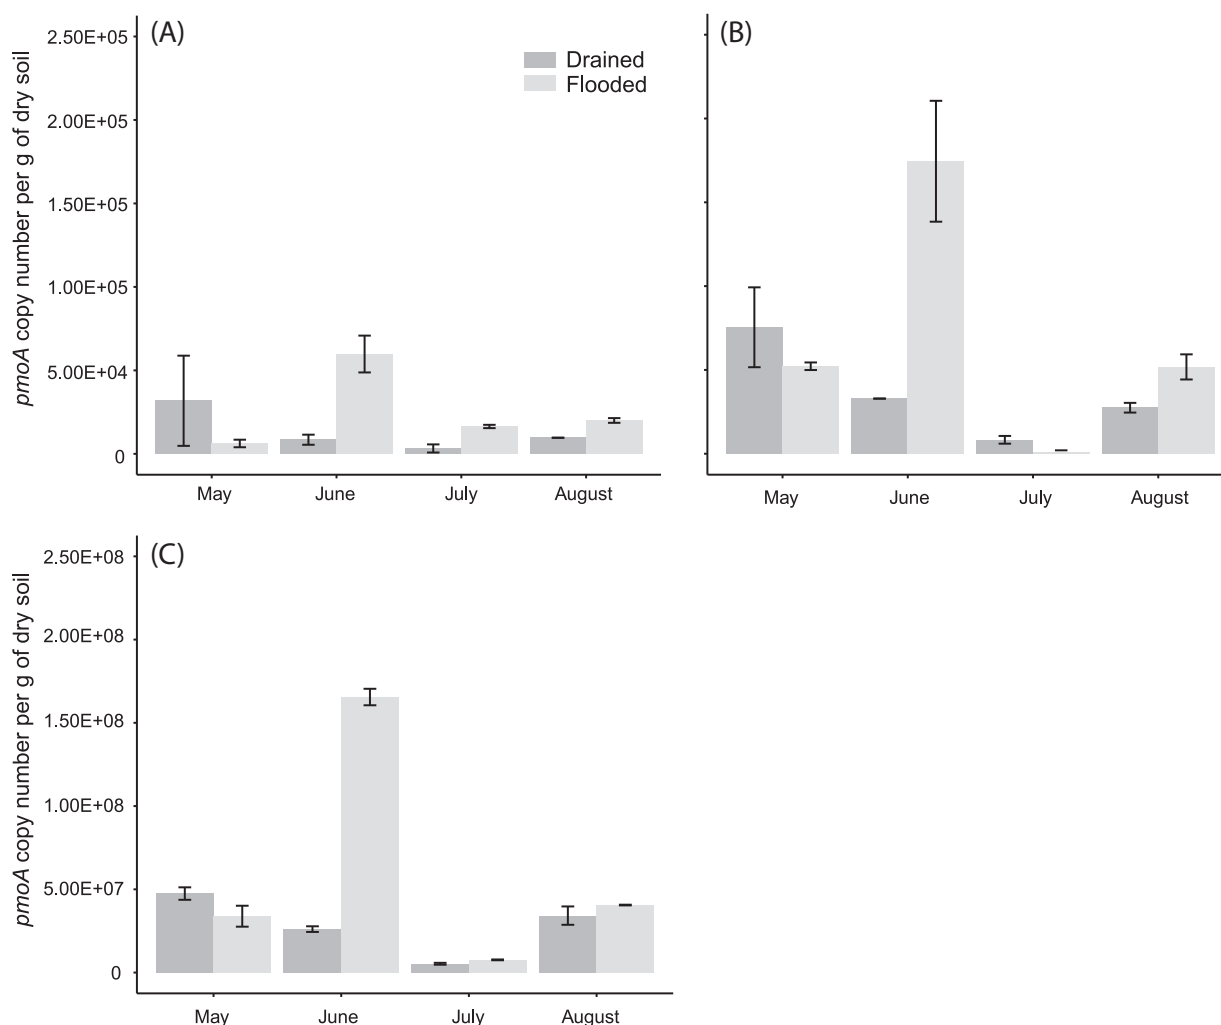 (A)
(B)
2.50E+05
2.00E+05
1.50E+05
1.00E+05
5.00E+04
0
pmoA copy number per g of dry soil
Drained
Flooded
May June July August
May June July August
(C)
2.50E+08
2.00E+08
1.50E+08
1.00E+08
5.00E+07
0
pmoA copy number per g of dry soil
May June July August